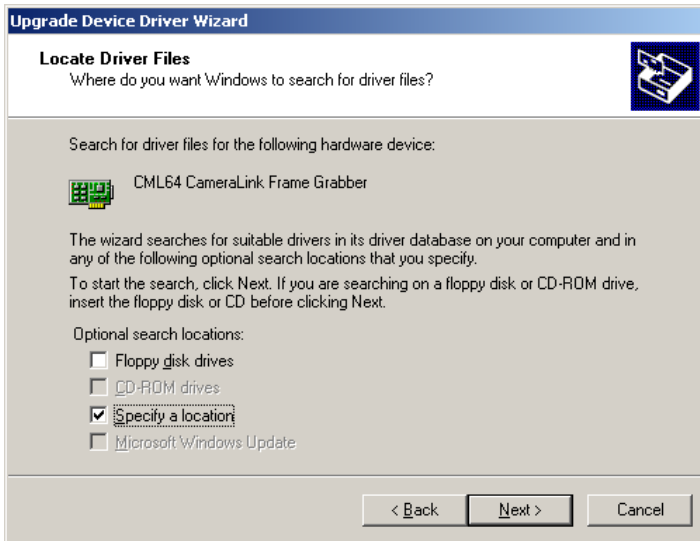 Upgrade Device Driver Wizard
Locate Driver Files
Where do you want Windows to search for driver files?
Search for driver files for the following hardware device:
CML64 CameraLink Frame Grabber
The wizard searches for suitable drivers in its driver database on your computer and in
any of the following optional search locations that you specify.
To start the search, click Next. If you are searching on a floppy disk or CD-ROM drive,
insert the floppy disk or CD before clicking Next.
Optional search locations:
Floppy disk drives
CD-ROM drives
Specify a location
Microsoft Windows Update
< Back Next > Cancel